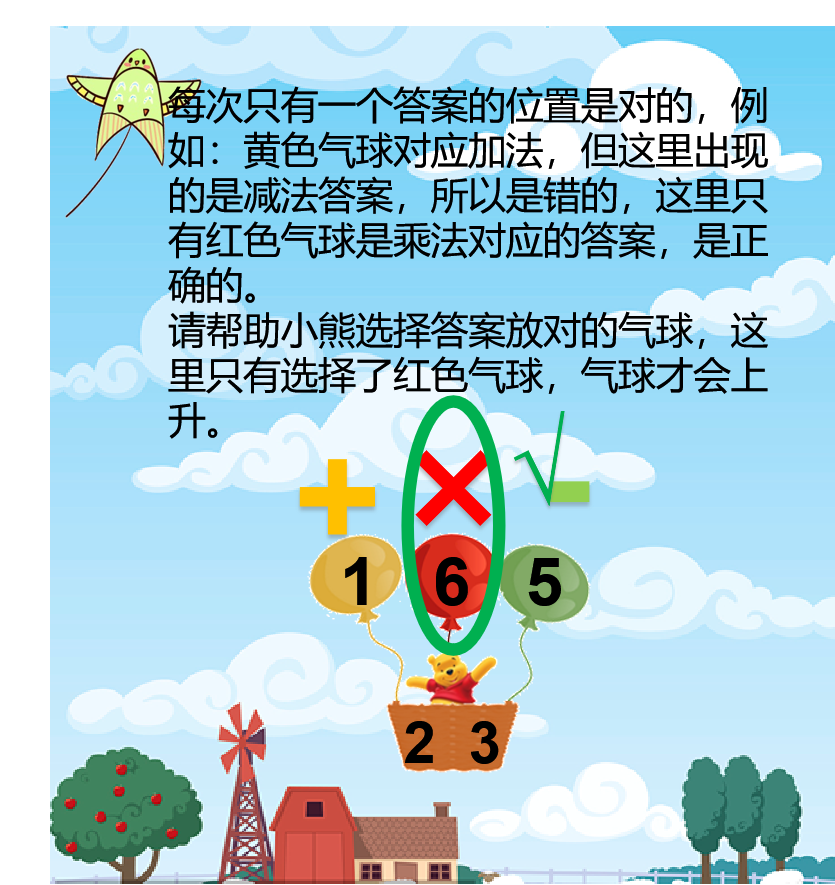 每次只有一个答案的位置是对的，例
如：黄色气球对应加法，但这里出现
的是减法答案，所以是错的，这里只
有红色气球是乘法对应的答案，是正
确的。
请帮助小熊选择答案放对的气球，这
里只有选择了红色气球，气球才会上
升。
+ × √ -
1 6 5
2 3